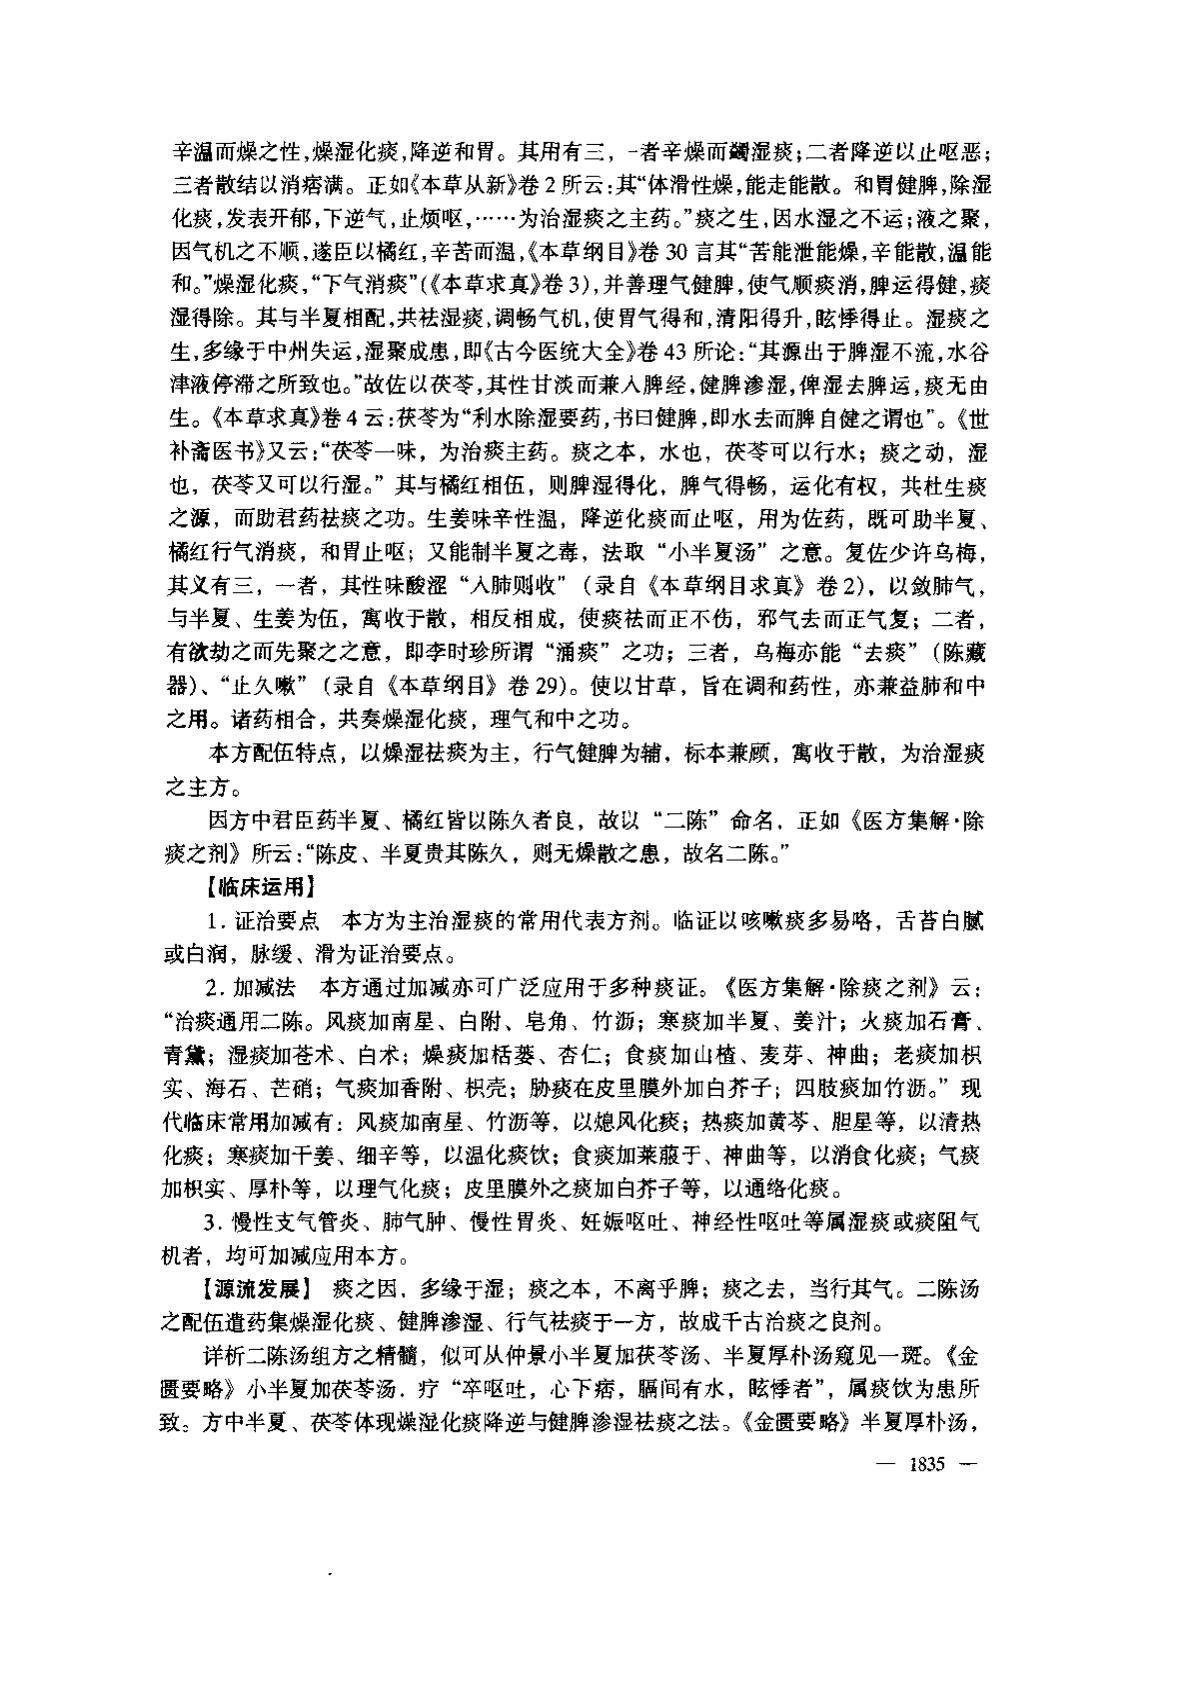 辛温而燥之性,燥湿化痰,降逆和胃。其用有三,一者辛燥而蠲湿痰;二者降逆以止呕恶;
三者散结以消痞满。正如《本草从新》卷2所云:其“体滑性燥,能走能散。和胃健脾,除湿
化痰,发表开郁,下逆气,止烦呕,……为治湿痰之主药。”痰之生,因水湿之不运;液之聚,
因气机之不顺,遂臣以橘红,辛苦而温,《本草纲目》卷30言其“苦能泄能燥,辛能散,温能
和。”燥湿化痰,“下气消痰”(《本草求真》卷3),并善理气健脾,使气顺痰消,脾运得健,痰
湿得除。其与半夏相配,共祛湿痰,调畅气机,使胃气得和,清阳得升,眩悸得止。湿痰之
生,多缘于中州失运,湿聚成患,即《古今医统大全》卷43所论:“其源出于脾湿不流,水谷
津液停滞之所致也。”故佐以茯苓,其性甘淡而兼入脾经,健脾渗湿,俾湿去脾运,痰无由
生。《本草求真》卷4云:茯苓为“利水除湿要药,书曰健脾,即水去而脾自健之谓也”。《世
补斋医书》又云:“茯苓一味,为治痰主药。痰之本,水也,茯苓可以行水;痰之动,湿
也,茯苓又可以行湿。”其与橘红相伍,则脾湿得化,脾气得畅,运化有权,共杜生痰
之源,而助君药祛痰之功。生姜味辛性温,降逆化痰而止呕,用为佐药,既可助半夏、
橘红行气消痰,和胃止呕;又能制半夏之毒,法取“小半夏汤”之意。复佐少许乌梅,
其义有三,一者,其性味酸涩“入肺则收”(录自《本草纲目求真》卷2),以敛肺气,
与半夏、生姜为伍,寓收于散,相反相成,使痰祛而正不伤,邪气去而正气复;二者,
有欲劫之而先聚之之意,即李时珍所谓“涌痰”之功;三者,乌梅亦能“去痰”(陈藏
器)、“止久嗽”(录自《本草纲目》卷29)。使以甘草,旨在调和药性,亦兼益肺和中
之用。诸药相合,共奏燥湿化痰,理气和中之功。
本方配伍特点,以燥湿祛痰为主,行气健脾为辅,标本兼顾,寓收于散,为治湿痰
之主方。
因方中君臣药半夏、橘红皆以陈久者良,故以“二陈”命名,正如《医方集解·除
痰之剂》所云:“陈皮、半夏贵其陈久,则无燥散之患,故名二陈。”
【临床运用】
1. 证治要点 本方为主治湿痰的常用代表方剂。临证以咳嗽痰多易咯,舌苔白腻
或白润,脉缓、滑为证治要点。
2. 加减法 本方通过加减亦可广泛应用于多种痰证。《医方集解·除痰之剂》云:
“治痰通用二陈。风痰加南星、白附、皂角、竹沥;寒痰加半夏、姜汁;火痰加石膏、
青黛;湿痰加苍术、白术;燥痰加栝蒌、杏仁;食痰加山楂、麦芽、神曲;老痰加枳
实、海石、芒硝;气痰加香附、枳壳;胁痰在皮里膜外加白芥子;四肢痰加竹沥。”现
代临床常用加减有:风痰加南星、竹沥等,以熄风化痰;热痰加黄芩、胆星等,以清热
化痰;寒痰加干姜、细辛等,以温化痰饮;食痰加莱菔于、神曲等,以消食化痰;气痰
加枳实、厚朴等,以理气化痰;皮里膜外之痰加白芥子等,以通络化痰。
3. 慢性支气管炎、肺气肿、慢性胃炎、妊娠呕吐、神经性呕吐等属湿痰或痰阻气
机者,均可加减应用本方。
【源流发展】 痰之因,多缘于湿;痰之本,不离乎脾;痰之去,当行其气。二陈汤
之配伍遣药集燥湿化痰、健脾渗湿、行气祛痰于一方,故成千古治痰之良剂。
详析二陈汤组方之精髓,似可从仲景小半夏加茯苓汤、半夏厚朴汤窥见一斑。《金
匮要略》小半夏加茯苓汤,疗“卒呕吐,心下痞,膈间有水,眩悸者”,属痰饮为患所
致。方中半夏、茯苓体现燥湿化痰降逆与健脾渗湿祛痰之法。《金匮要略》半夏厚朴汤,
— 1835 —